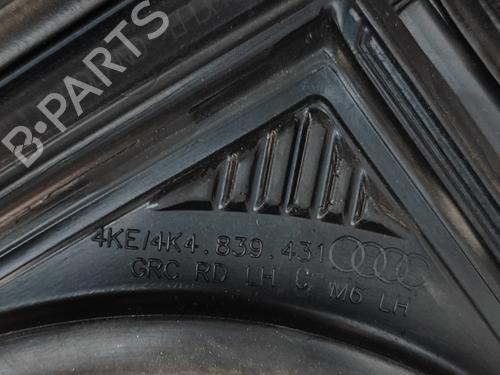 B-PARTS
4KE/4K4.839.431
GRC RD LH C M6 LH